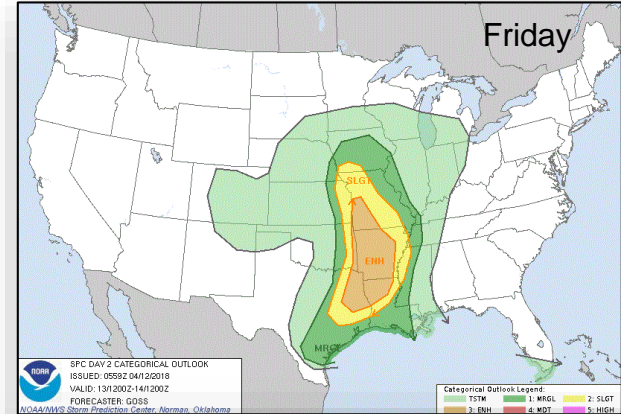 Friday
SLGT
ENH
MRGL
SPC DAY 2 CATEGORICAL OUTLOOK
ISSUED: 0559Z 04/12/2018
VALID: 13/1200Z-14/1200Z
FORECASTER: GOSS
NOAA/NWS Storm Prediction Center, Norman, Oklahoma
NOAA
Categorical Outlook Legend:
TSTM 1: MRGL 2: SLGT
3: ENH 4: MDT 5: HIGH